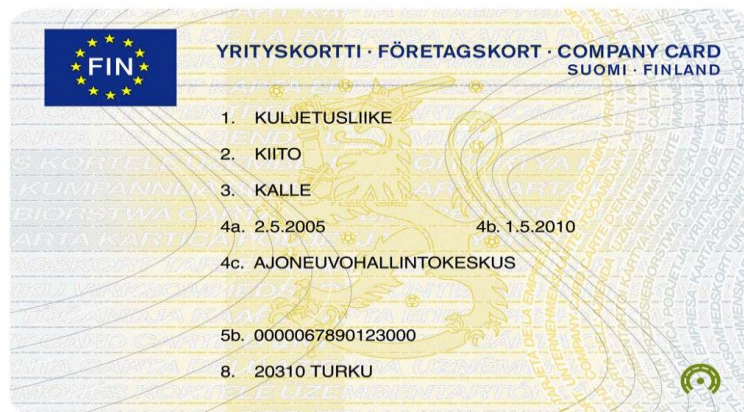 FIN
YRITYSKORTTI · FÖRETAGSKORT · COMPANY CARD
SUOMI · FINLAND
1. KULJETUSLIIKE
2. KIITO
3. KALLE
4a. 2.5.2005 4b. 1.5.2010
4c. AJONEUVOHALLINTOKESKUS
5b. 0000067890123000
8. 20310 TURKU